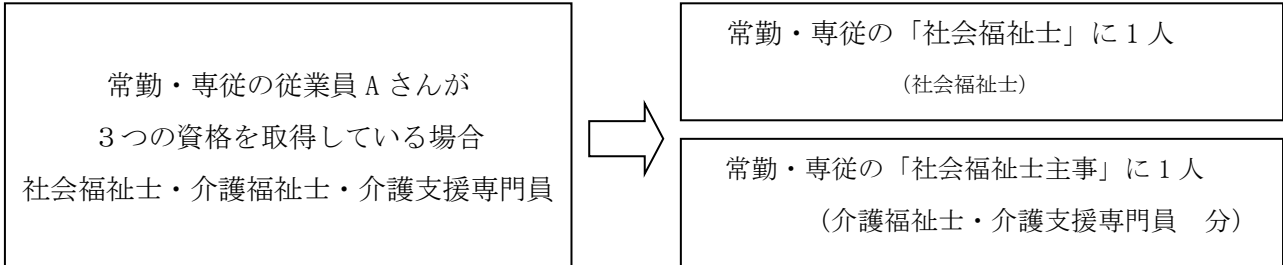 常勤・専従の従業員 A さんが
３つの資格を取得している場合
社会福祉士・介護福祉士・介護支援専門員
常勤・専従の「社会福祉士」に 1 人
（社会福祉士）
常勤・専従の「社会福祉士主事」に 1 人
（介護福祉士・介護支援専門員　分）